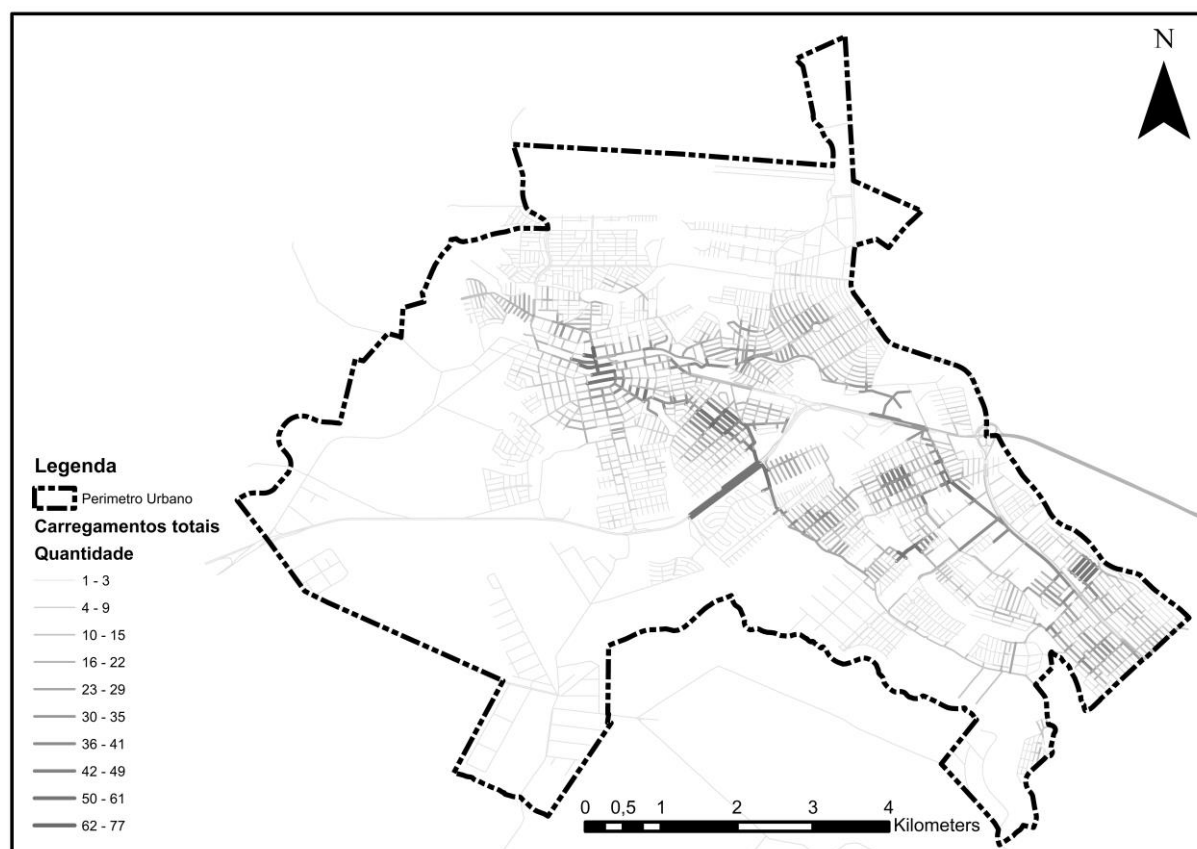 N
Legenda
Perimetro Urbano
Carregamentos totais
Quantidade
1 - 3
4 - 9
10 - 15
16 - 22
23 - 29
30 - 35
36 - 41
42 - 49
50 - 61
62 - 77
0 0,5 1 2 3 4
Kilometers